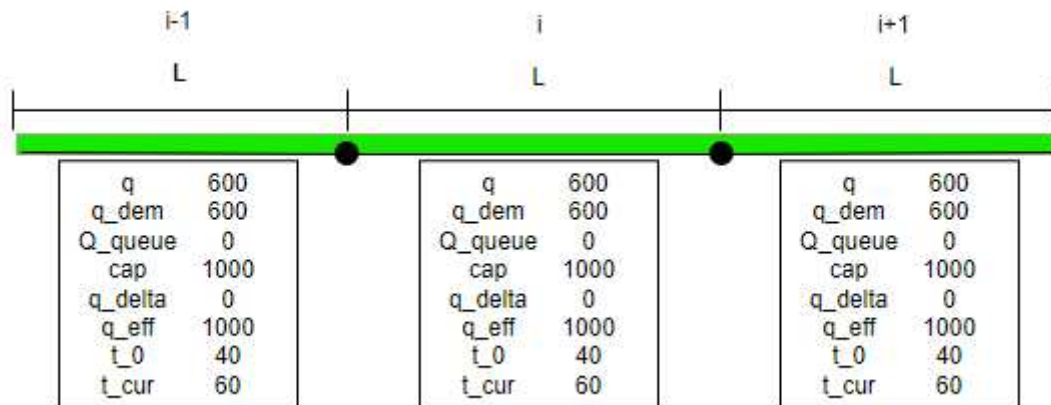 i-1 i i+1
L L L
q 600 q 600 q 600
q_dem 600 q_dem 600 q_dem 600
Q_queue 0 Q_queue 0 Q_queue 0
cap 1000 cap 1000 cap 1000
q_delta 0 q_delta 0 q_delta 0
q_eff 1000 q_eff 1000 q_eff 1000
t_0 40 t_0 40 t_0 40
t_cur 60 t_cur 60 t_cur 60